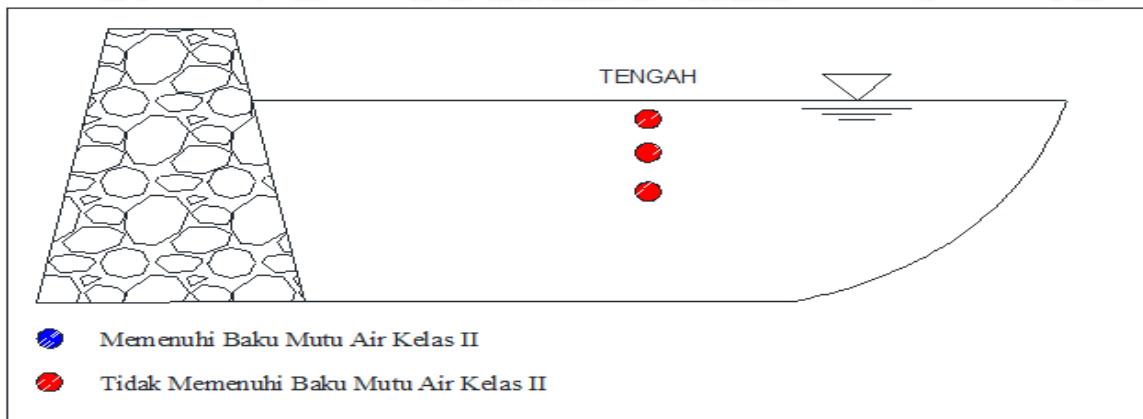 TENGAH
Memenuhi Baku Mutu Air Kelas II
Tidak Memenuhi Baku Mutu Air Kelas II